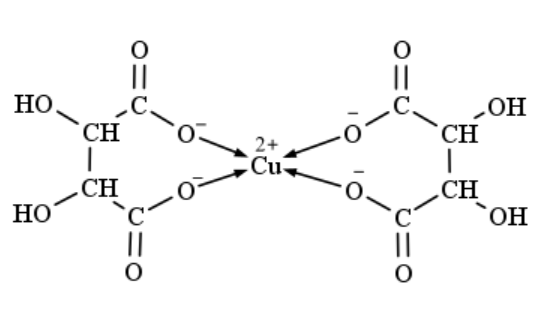 O O
HO C C OH
CH O⁻ O⁻ CH
2+
Cu
CH O⁻ O⁻ CH
HO C C OH
O O